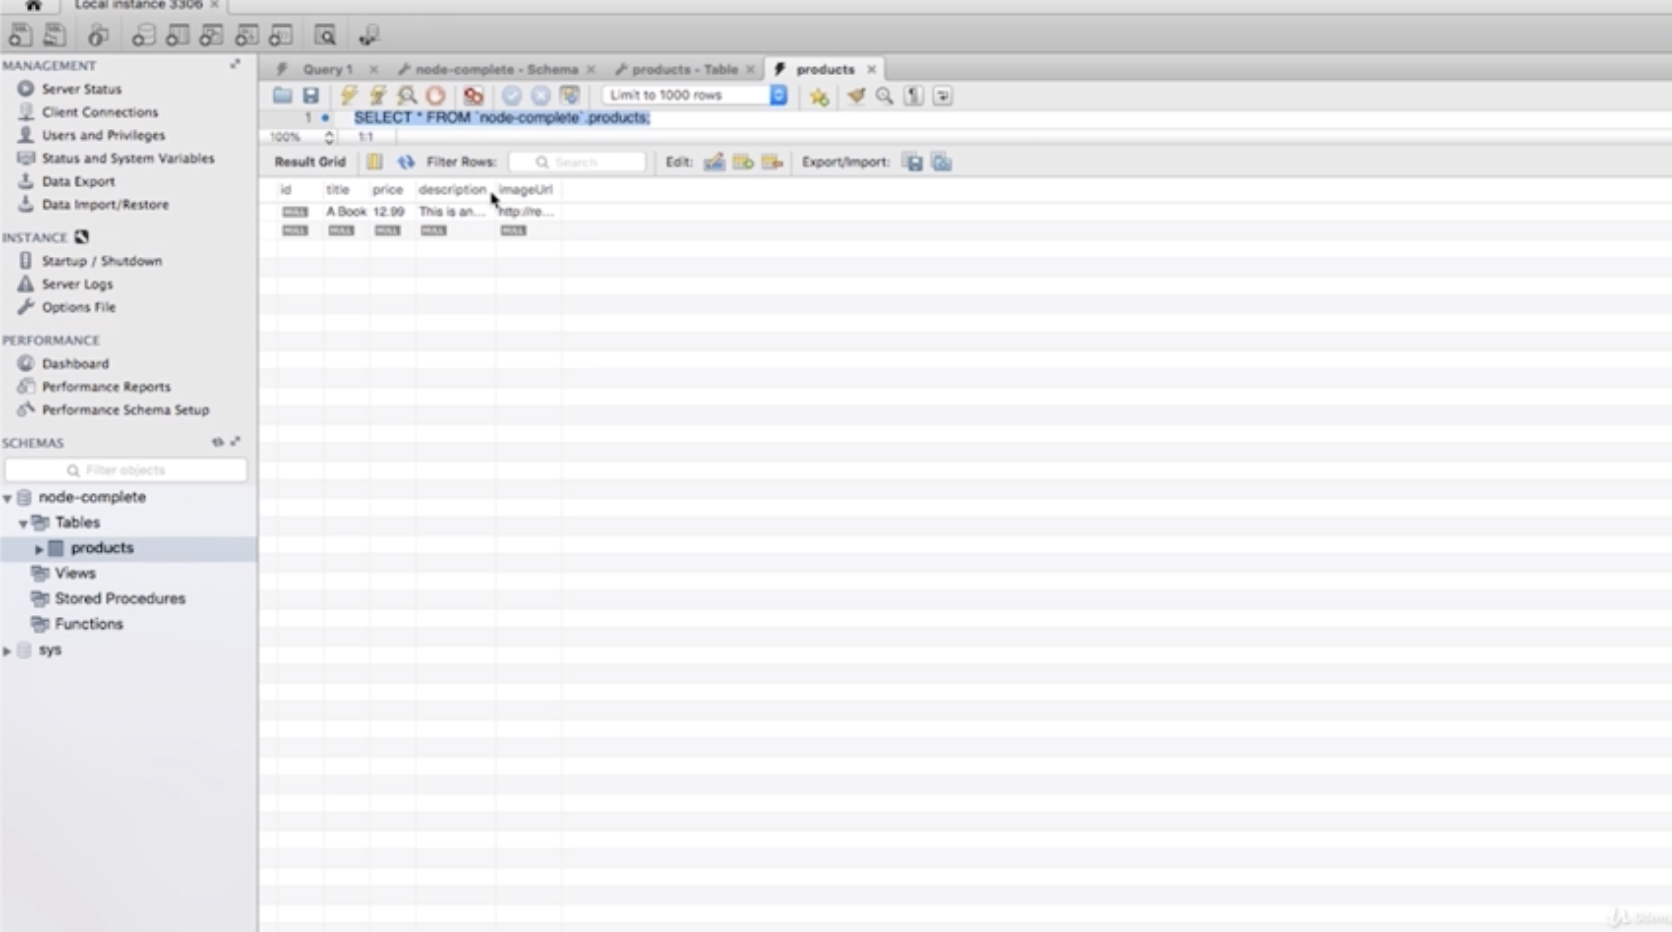 Local instance 3306
MANAGEMENT
Server Status
Client Connections
Users and Privileges
Status and System Variables
Data Export
Data Import/Restore
INSTANCE
Startup / Shutdown
Server Logs
Options File
PERFORMANCE
Dashboard
Performance Reports
Performance Schema Setup
SCHEMAS
Filter objects
node-complete
Tables
products
Views
Stored Procedures
Functions
sys
Query 1 node-complete - Schema products - Table products
Limit to 1000 rows
1 SELECT * FROM `node-complete`.products;
100% 1:1
Result Grid Filter Rows: Search Edit: Export/Import:
id title price description imageUrl
NULL A Book 12.99 This is an... http://re...
NULL NULL NULL NULL NULL